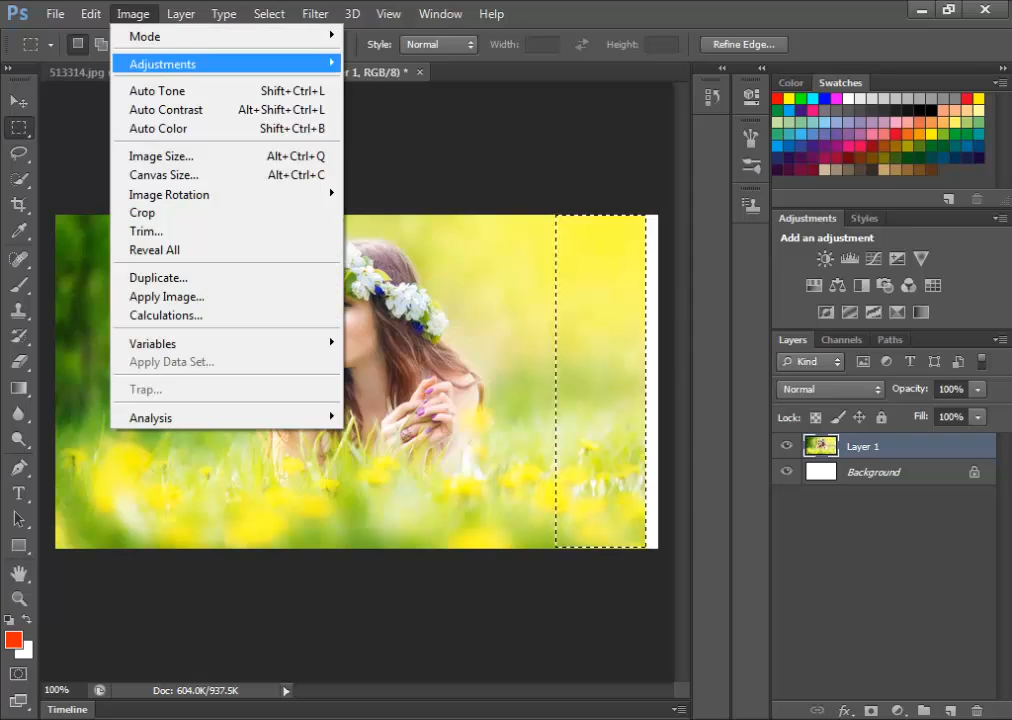 Ps File Edit Image Layer Type Select Filter 3D View Window Help
Style: Normal Width: Height: Refine Edge...
513314.jpg r 1, RGB/8) * ×
Mode
Adjustments
Auto Tone Shift+Ctrl+L
Auto Contrast Alt+Shift+Ctrl+L
Auto Color Shift+Ctrl+B
Image Size... Alt+Ctrl+Q
Canvas Size... Alt+Ctrl+C
Image Rotation
Crop
Trim...
Reveal All
Duplicate...
Apply Image...
Calculations...
Variables
Apply Data Set...
Trap...
Analysis
Color Swatches
Adjustments Styles
Add an adjustment
Layers Channels Paths
Kind
Normal Opacity: 100%
Lock: Fill: 100%
Layer 1
Background
fx
100% Doc: 604.0K/937.5K
Timeline